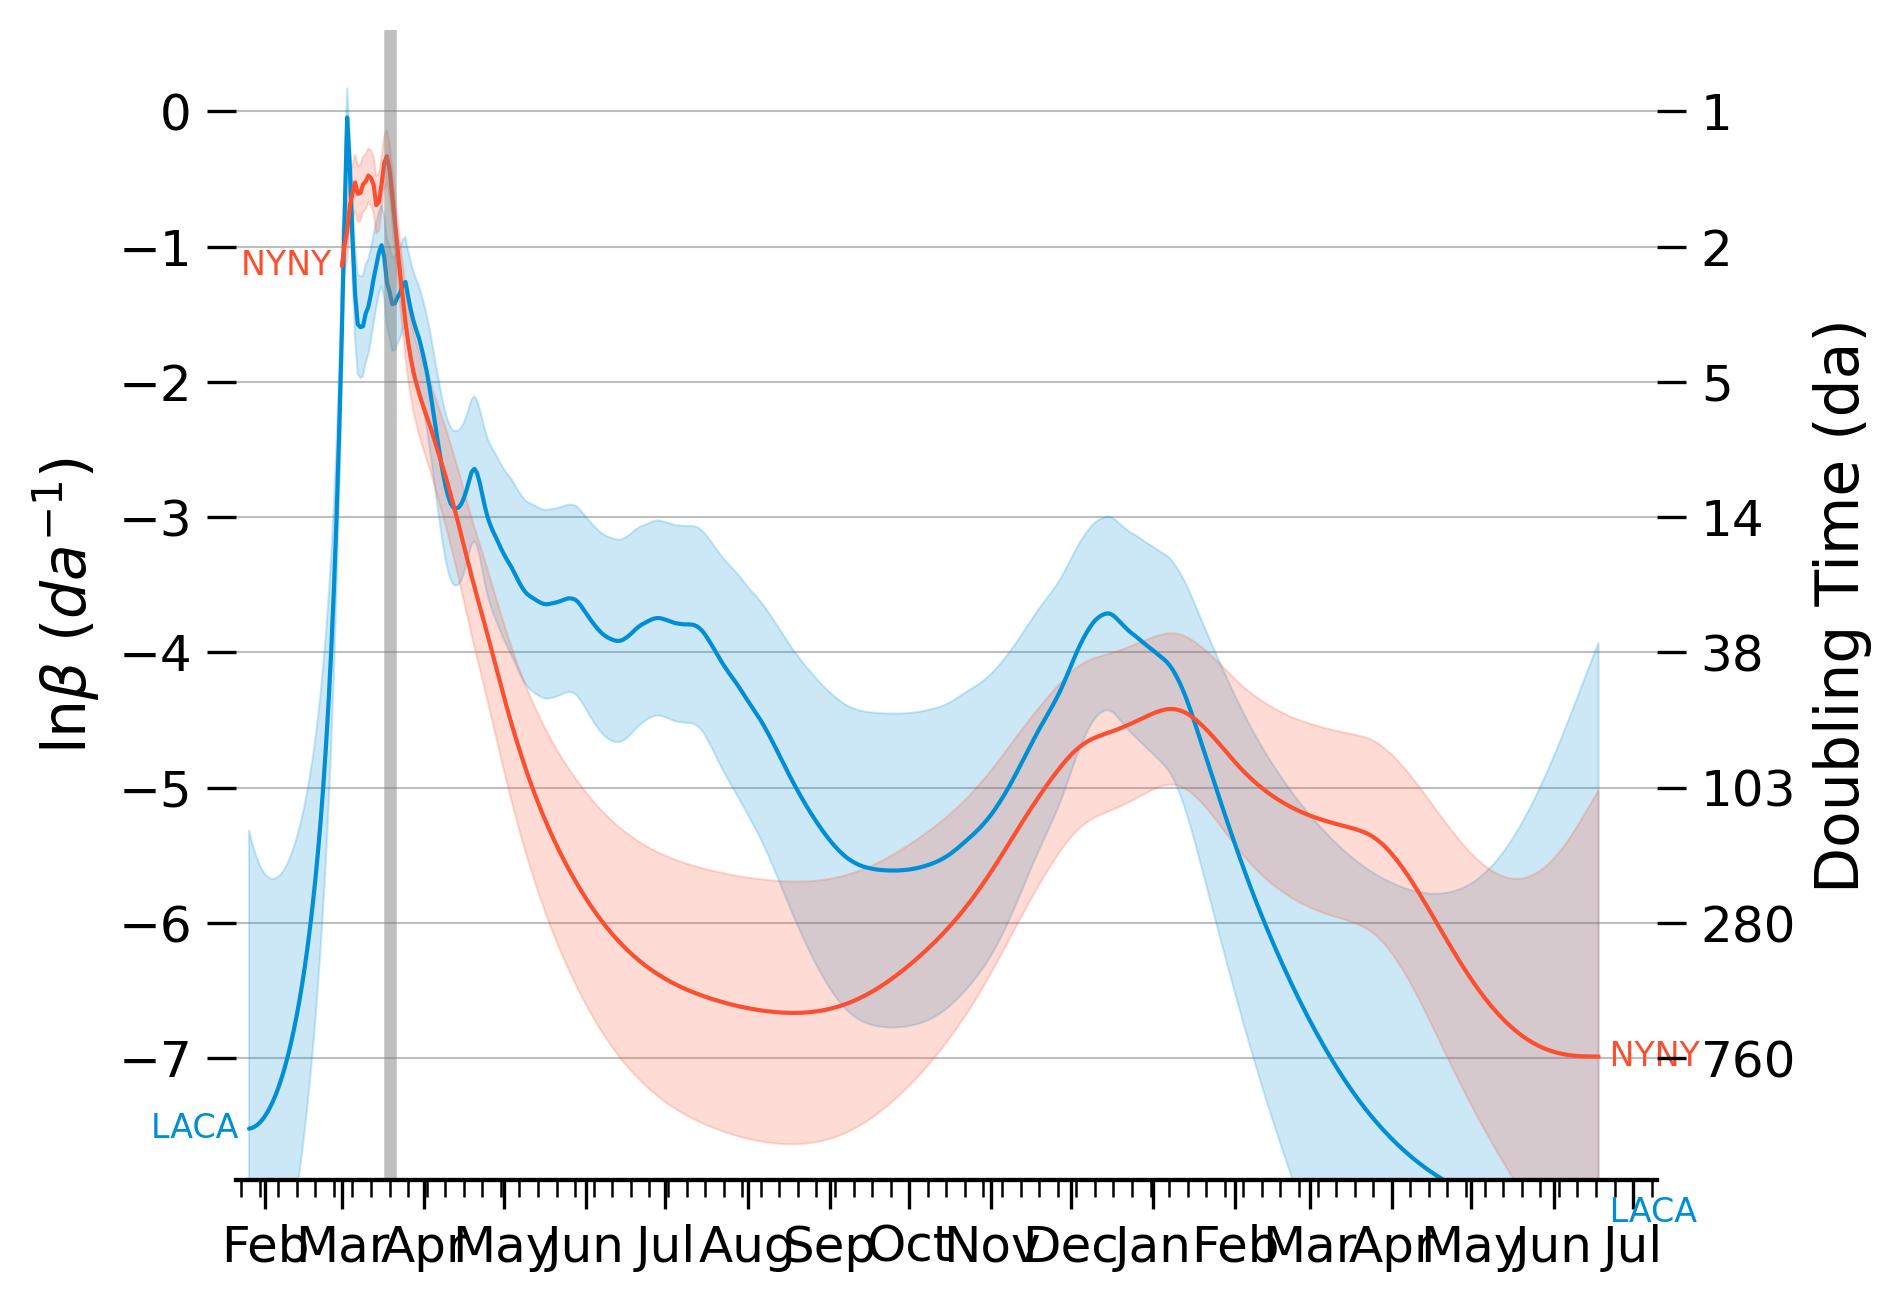 0
−1
−2
−3
−4
−5
−6
−7
lnβ (da⁻¹)
1
2
5
14
38
103
280
760
Doubling Time (da)
NYNY
LACA
NYNY
LACA
Feb Mar Apr May Jun Jul Aug Sep Oct Nov Dec Jan Feb Mar Apr May Jun Jul